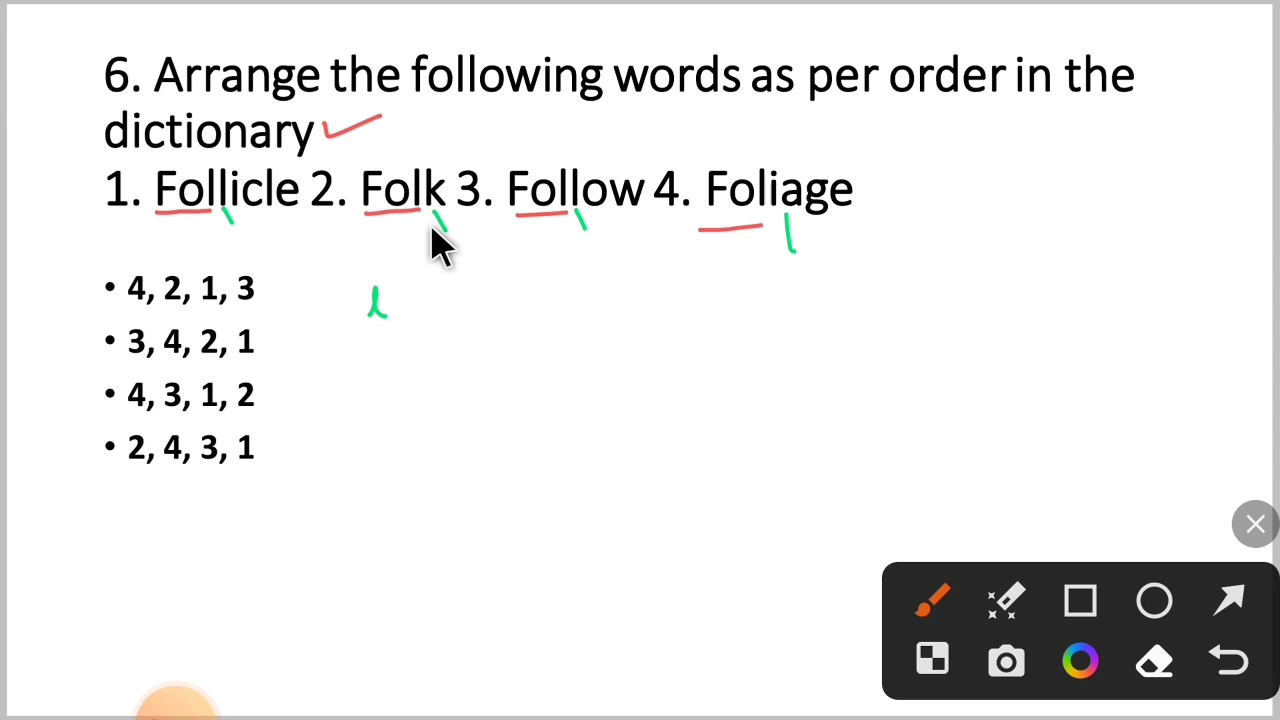 6. Arrange the following words as per order in the
dictionary
1. Follicle 2. Folk 3. Follow 4. Foliage
• 4, 2, 1, 3
• 3, 4, 2, 1
• 4, 3, 1, 2
• 2, 4, 3, 1